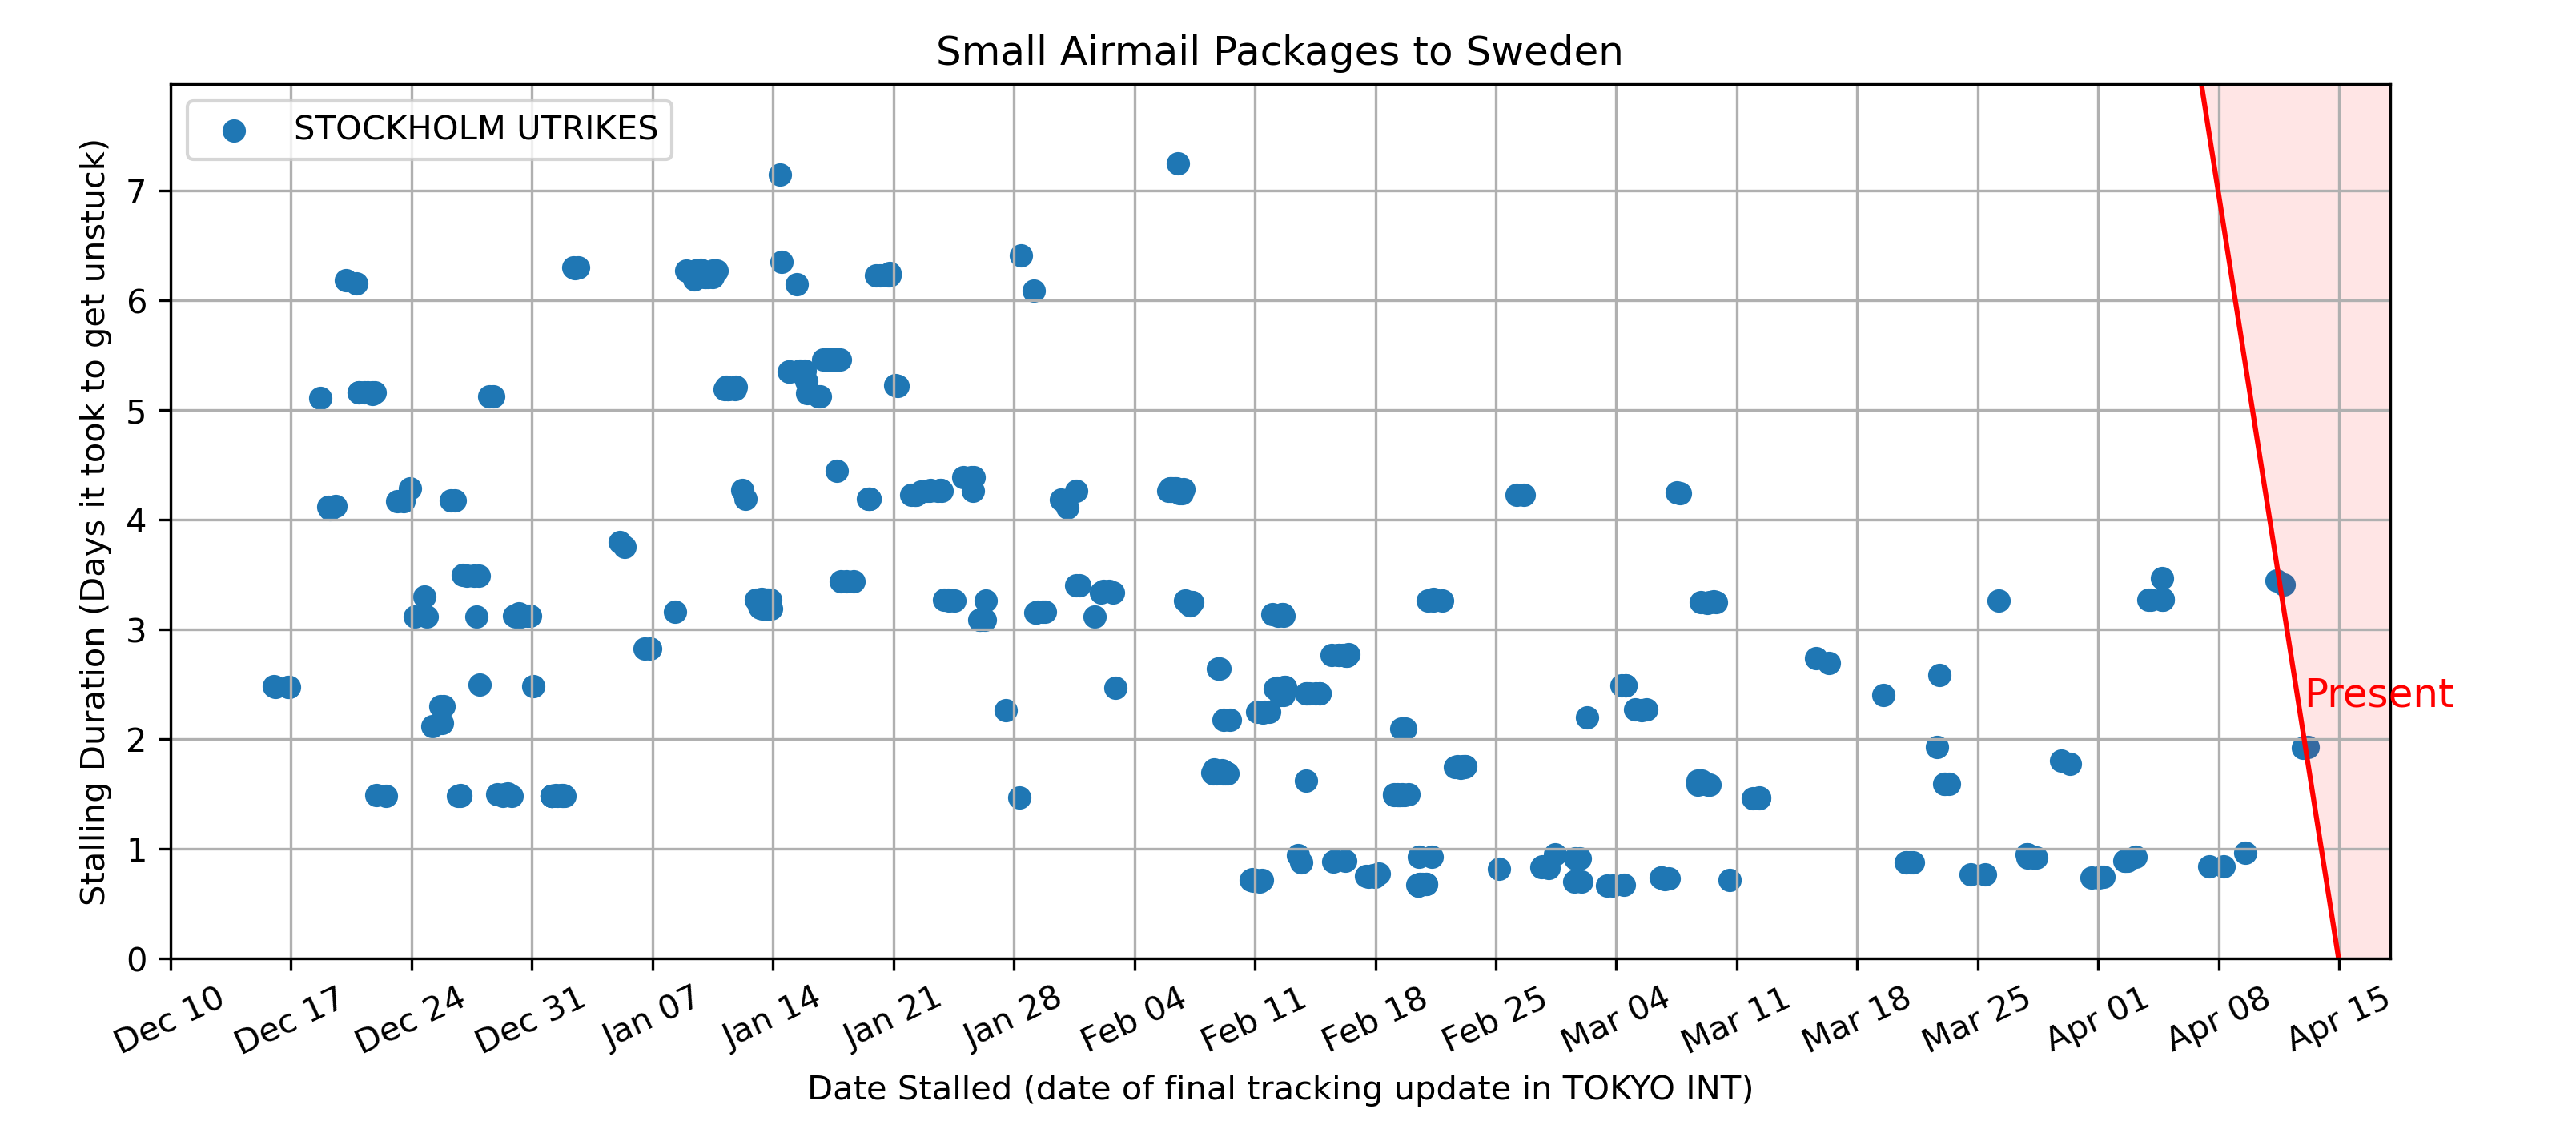 Small Airmail Packages to Sweden
STOCKHOLM UTRIKES
Stalling Duration (Days it took to get unstuck)
7
6
5
4
3
2
1
0
Present
Dec 10 Dec 17 Dec 24 Dec 31 Jan 07 Jan 14 Jan 21 Jan 28 Feb 04 Feb 11 Feb 18 Feb 25 Mar 04 Mar 11 Mar 18 Mar 25 Apr 01 Apr 08 Apr 15
Date Stalled (date of final tracking update in TOKYO INT)